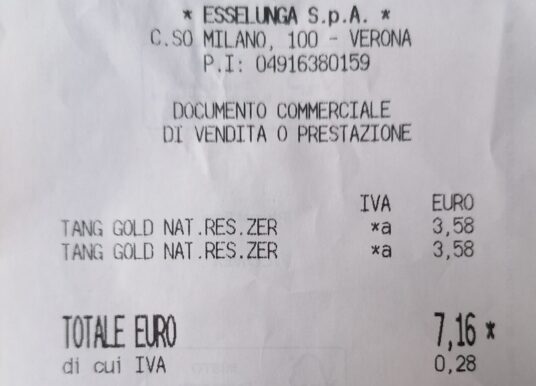 * ESSELUNGA S.p.A. *
C.SO MILANO, 100 - VERONA
P.I: 04916380159
DOCUMENTO COMMERCIALE
DI VENDITA O PRESTAZIONE
IVA EURO
TANG GOLD NAT.RES.ZER *a 3,58
TANG GOLD NAT.RES.ZER *a 3,58
TOTALE EURO 7,16 *
di cui IVA 0,28